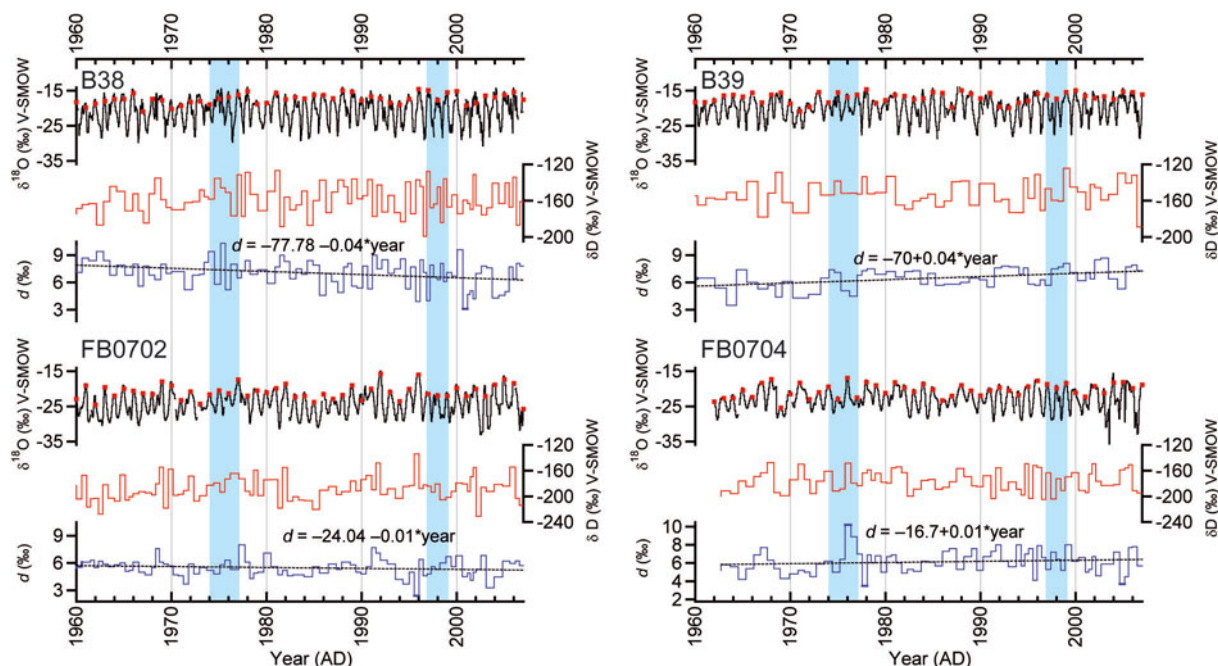 1960 1970 1980 1990 2000
B38
-15
-25
-35
δ¹⁸O (‰) V-SMOW
-120
-160
-200
δD (‰) V-SMOW
9
6
3
d (‰)
d = –77.78 –0.04*year
FB0702
-15
-25
-35
δ¹⁸O (‰) V-SMOW
-120
-160
-200
-240
δ D (‰) V-SMOW
9
6
3
d (‰)
d = –24.04 –0.01*year
1960 1970 1980 1990 2000
Year (AD)
1960 1970 1980 1990 2000
B39
-15
-25
-35
δ¹⁸O (‰) V-SMOW
-120
-160
-200
δD (‰) V-SMOW
9
6
3
d (‰)
d = –70+0.04*year
FB0704
-15
-25
-35
δ¹⁸O (‰) V-SMOW
-120
-160
-200
-240
δD (‰) V-SMOW
10
8
6
4
2
d (‰)
d = –16.7+0.01*year
1960 1970 1980 1990 2000
Year (AD)